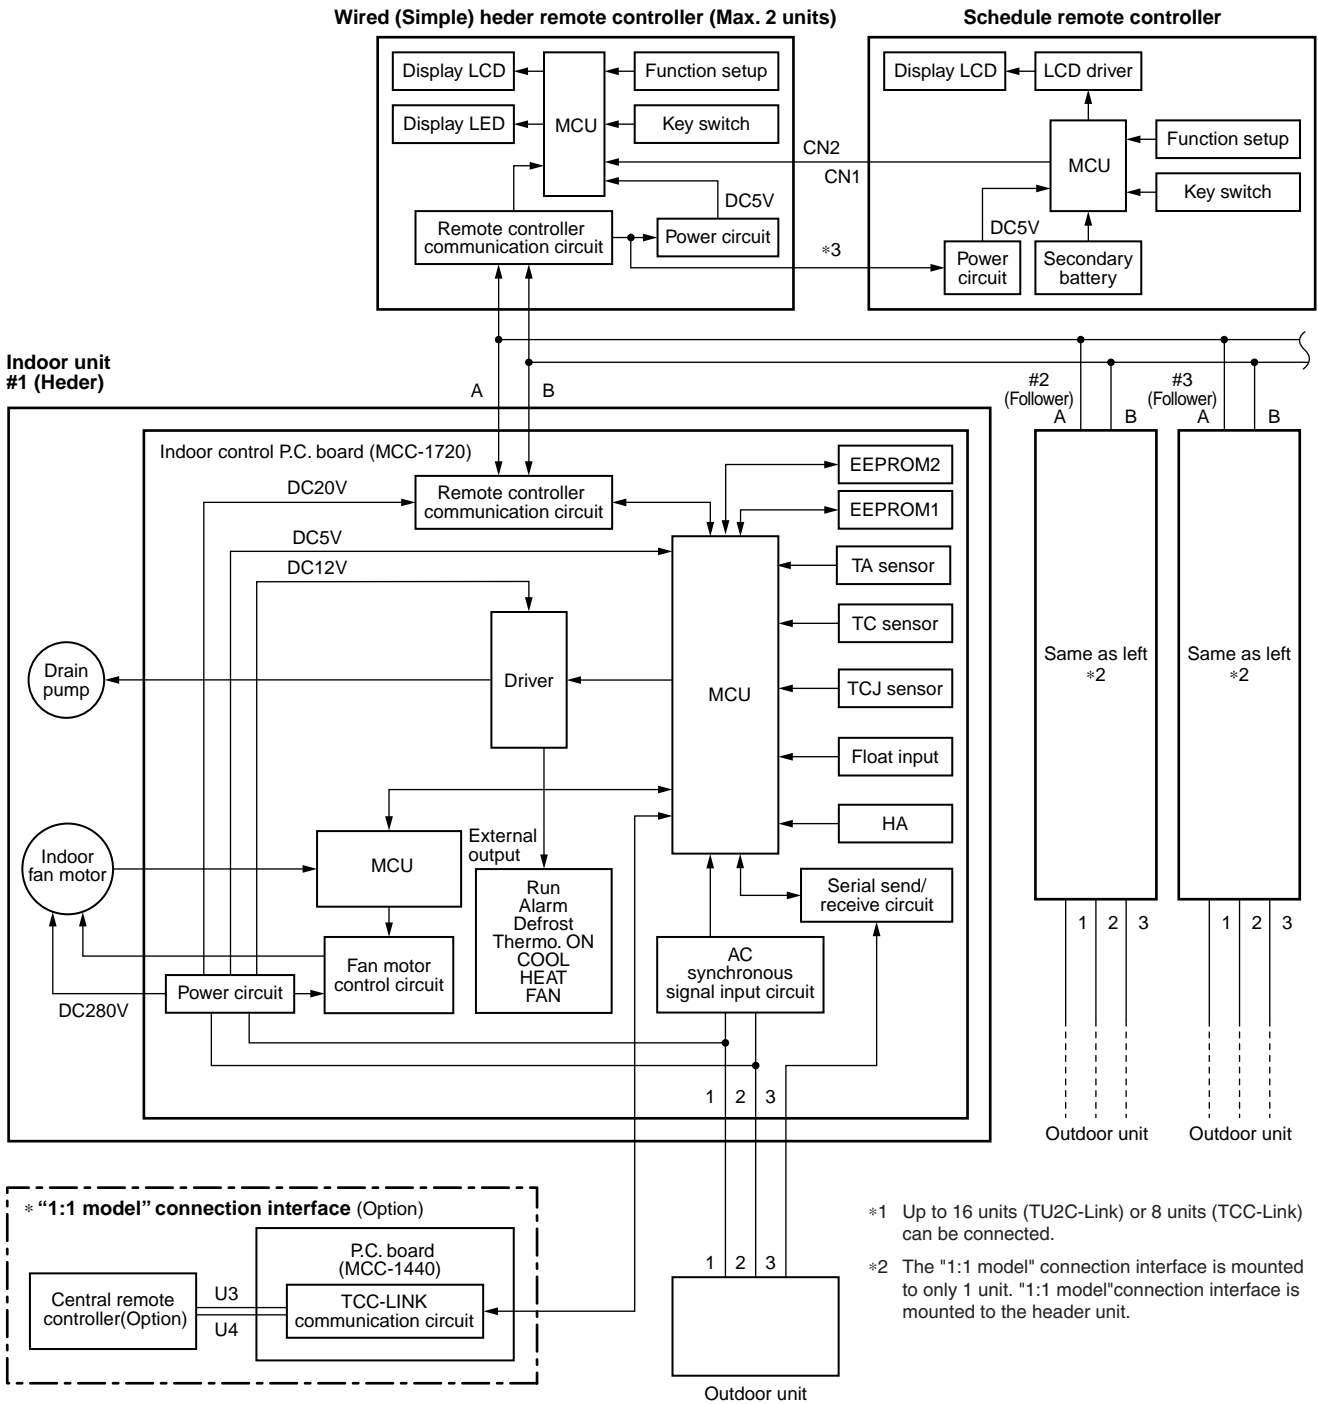 Wired (Simple) heder remote controller (Max. 2 units)
Schedule remote controller
Display LCD
Function setup
Display LED
MCU
Key switch
DC5V
Remote controller
communication circuit
Power circuit
CN2
CN1
∗3
Display LCD
LCD driver
MCU
Function setup
Key switch
DC5V
Power
circuit
Secondary
battery
Indoor unit
#1 (Heder)
A
B
#2
(Follower)
A
B
#3
(Follower)
A
B
Indoor control P.C. board (MCC-1720)
DC20V
Remote controller
communication circuit
EEPROM2
EEPROM1
DC5V
DC12V
TA sensor
TC sensor
Drain
pump
Driver
MCU
TCJ sensor
Float input
HA
Same as left
∗2
Same as left
∗2
Indoor
fan motor
MCU
External
output
Run
Alarm
Defrost
Thermo. ON
COOL
HEAT
FAN
Serial send/
receive circuit
AC
synchronous
signal input circuit
Fan motor
control circuit
Power circuit
DC280V
1 2 3
1 2 3
1 2 3
Outdoor unit
Outdoor unit
∗ “1:1 model” connection interface (Option)
P.C. board
(MCC-1440)
TCC-LINK
communication circuit
Central remote
controller(Option)
U3
U4
1 2 3
Outdoor unit
∗1 Up to 16 units (TU2C-Link) or 8 units (TCC-Link)
can be connected.
∗2 The "1:1 model" connection interface is mounted
to only 1 unit. "1:1 model"connection interface is
mounted to the header unit.